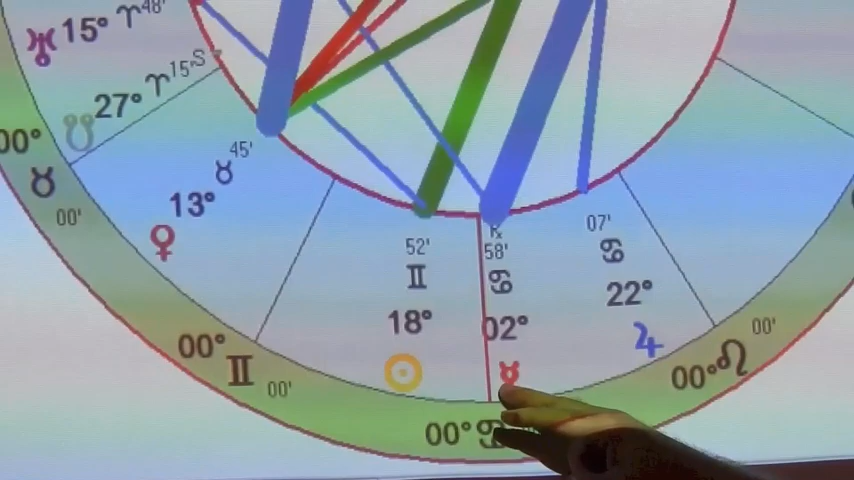 ♅ 15° ♈ 48'
☋ 27° ♈ 15' S
00° ♉ 00'
♀ 13° ♉ 45'
00° ♊ 00'
52'
♊
18°
☉
℞
58'
♋
02°
☿
00° ♋
07'
♋
22°
♃
00° ♌ 00'